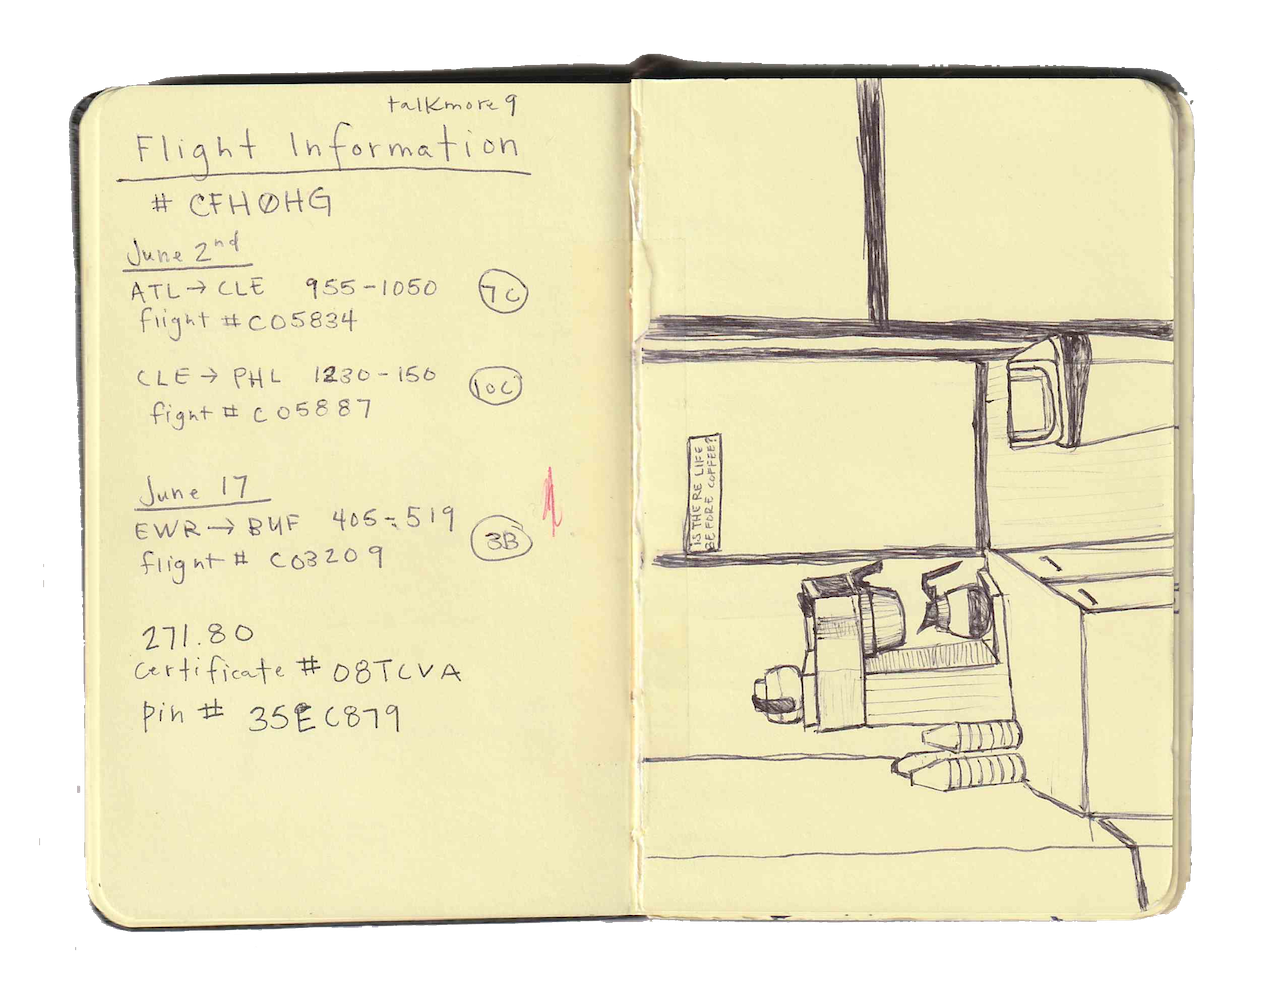 talkmore 9
Flight Information
# CFHØHG
June 2nd
ATL → CLE 955-1050 7C
flight # CO5834
CLE → PHL 1230-150 10C
fight # CO5887
June 17
EWR → BUF 405-519 3B
flight # CO3209
271.80
certificate # 08TCVA
pin # 35EC879
IS THERE LIFE
BEFORE COFFEE?